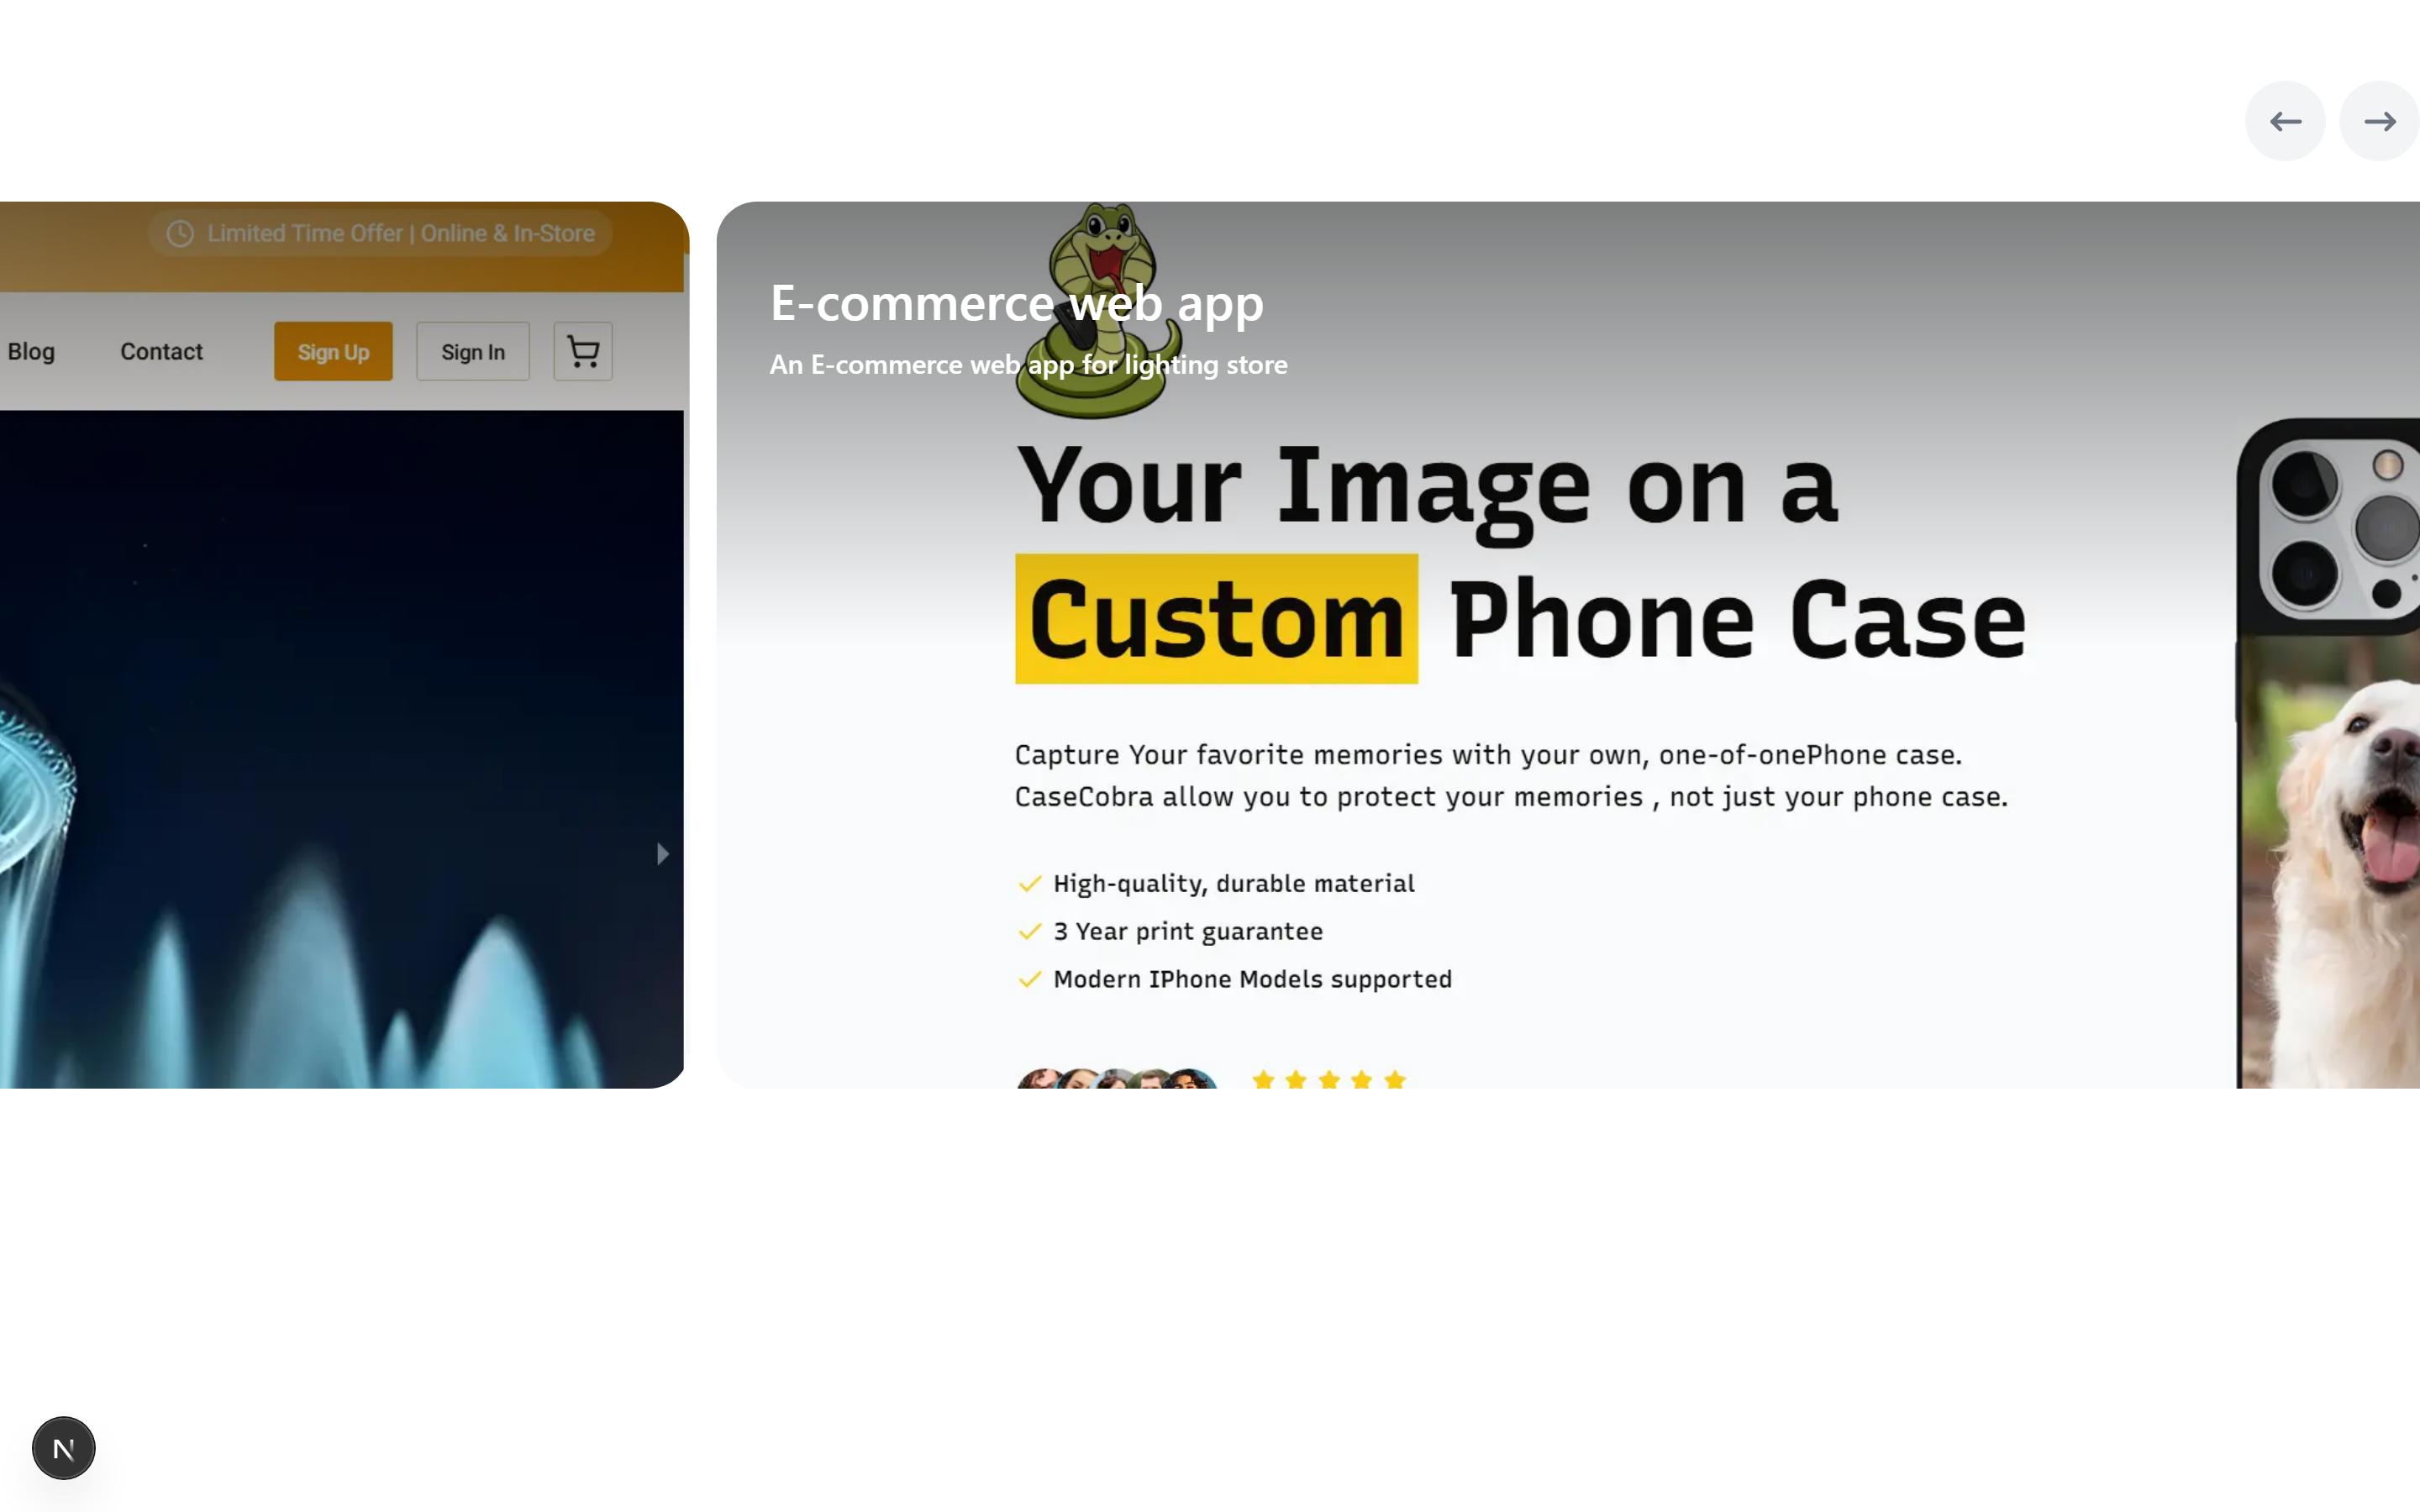 Limited Time Offer | Online & In-Store
Blog Contact Sign Up Sign In
E-commerce web app
An E-commerce web app for lighting store
Your Image on a
Custom Phone Case
Capture Your favorite memories with your own, one-of-onePhone case.
CaseCobra allow you to protect your memories , not just your phone case.
High-quality, durable material
3 Year print guarantee
Modern IPhone Models supported
N